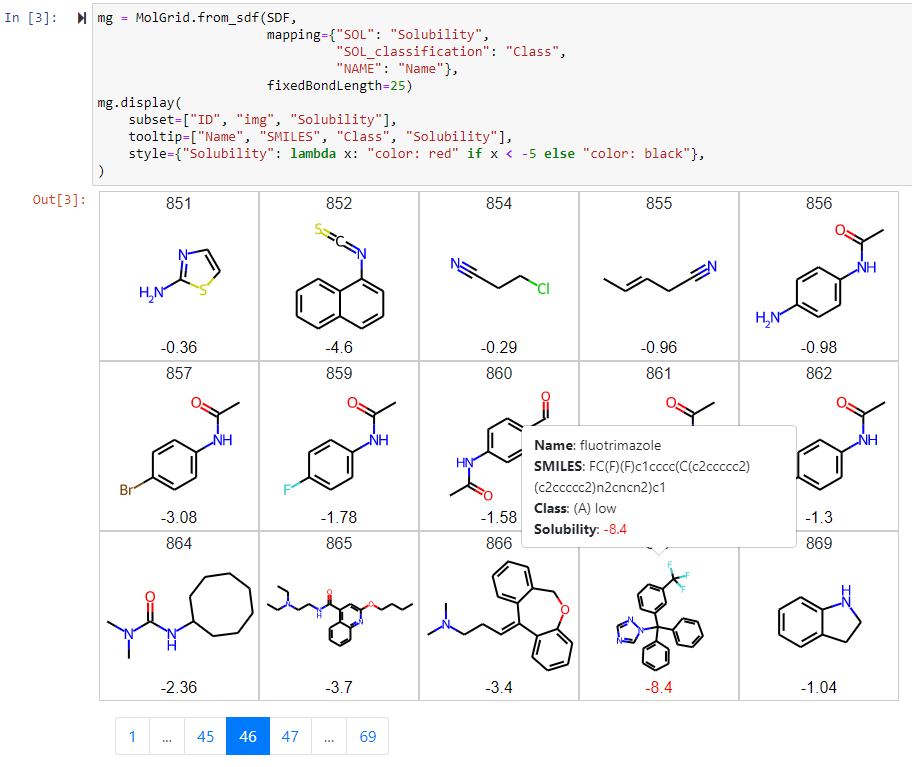 In [3]:
mg = MolGrid.from_sdf(SDF,
mapping={"SOL": "Solubility",
"SOL_classification": "Class",
"NAME": "Name"},
fixedBondLength=25)
mg.display(
subset=["ID", "img", "Solubility"],
tooltip=["Name", "SMILES", "Class", "Solubility"],
style={"Solubility": lambda x: "color: red" if x < -5 else "color: black"},
)
Out[3]:
851 852 854 855 856
N S H2N
S C N
N Cl
N
O NH H2N
-0.36 -4.6 -0.29 -0.96 -0.98
857 859 860 861 862
O NH Br
O NH F
O HN O
O
O NH
Name: fluotrimazole
SMILES: FC(F)(F)c1cccc(C(c2ccccc2)
(c2ccccc2)n2cncn2)c1
Class: (A) low
Solubility: -8.4
-3.08 -1.78 -1.58 -1.3
864 865 866 869
O N NH
N NH O O N
N O
F F F N N N
NH
-2.36 -3.7 -3.4 -8.4 -1.04
1 ... 45 46 47 ... 69